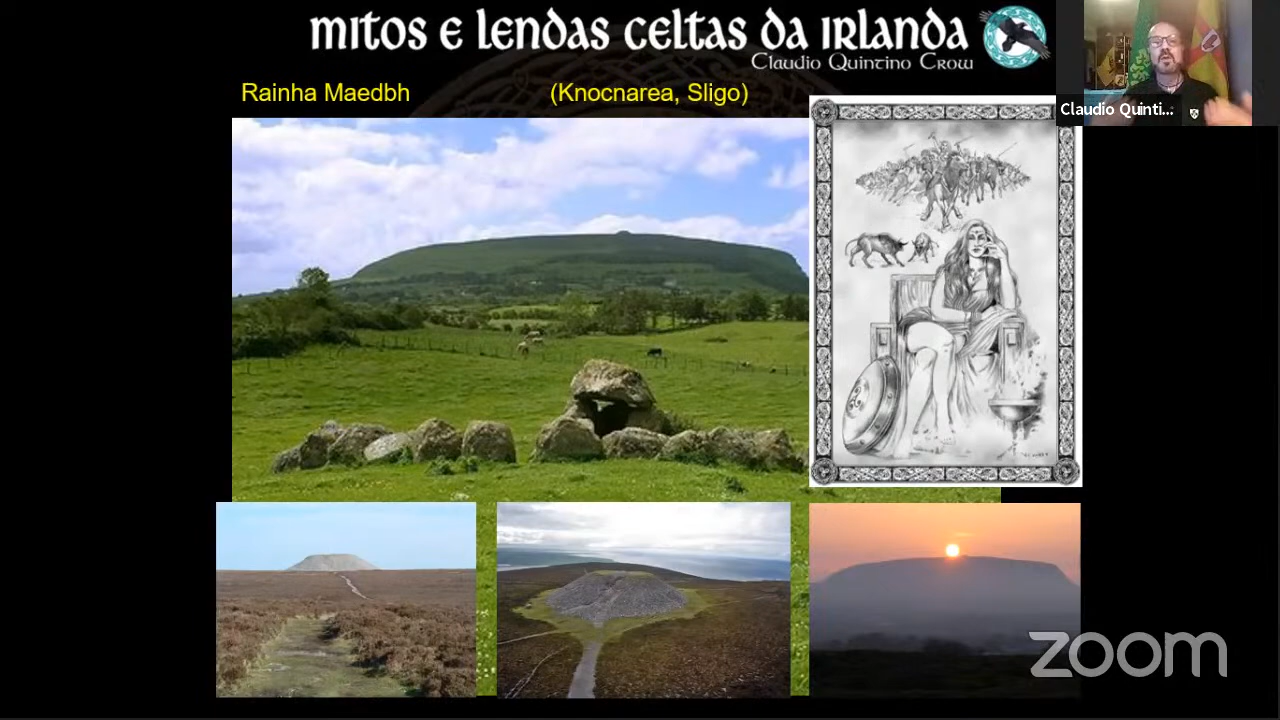 mitos e lendas celtas da irlanda
Claudio Quintino Crow
Rainha Maedbh (Knocnarea, Sligo)
Claudio Quinti...
zoom